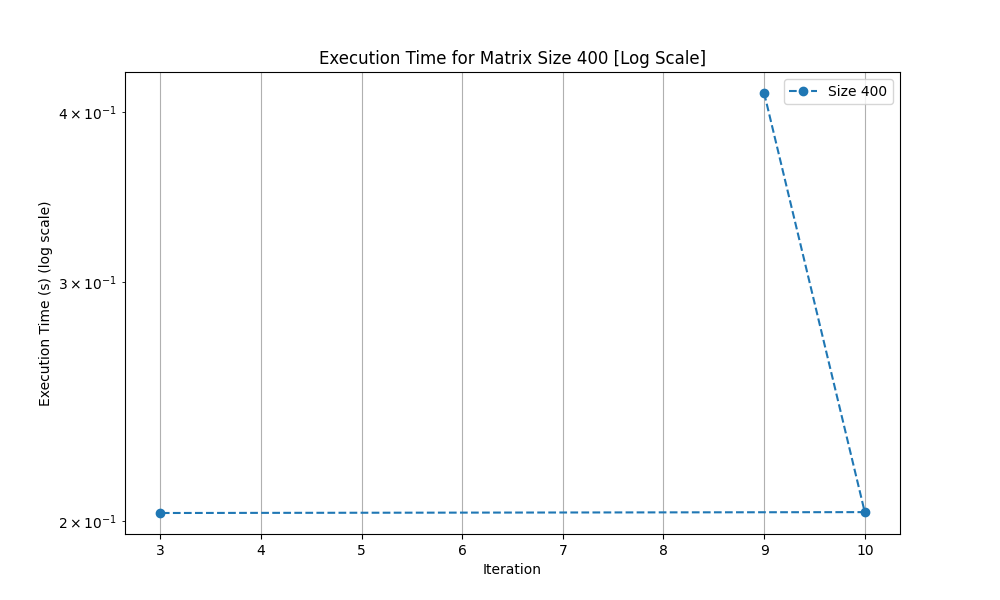 Execution Time for Matrix Size 400 [Log Scale]
Size 400
Execution Time (s) (log scale)
4 × 10⁻¹
3 × 10⁻¹
2 × 10⁻¹
3 4 5 6 7 8 9 10
Iteration